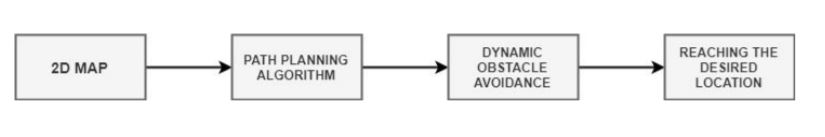 2D MAP
PATH PLANNING
ALGORITHM
DYNAMIC
OBSTACLE
AVOIDANCE
REACHING THE
DESIRED
LOCATION